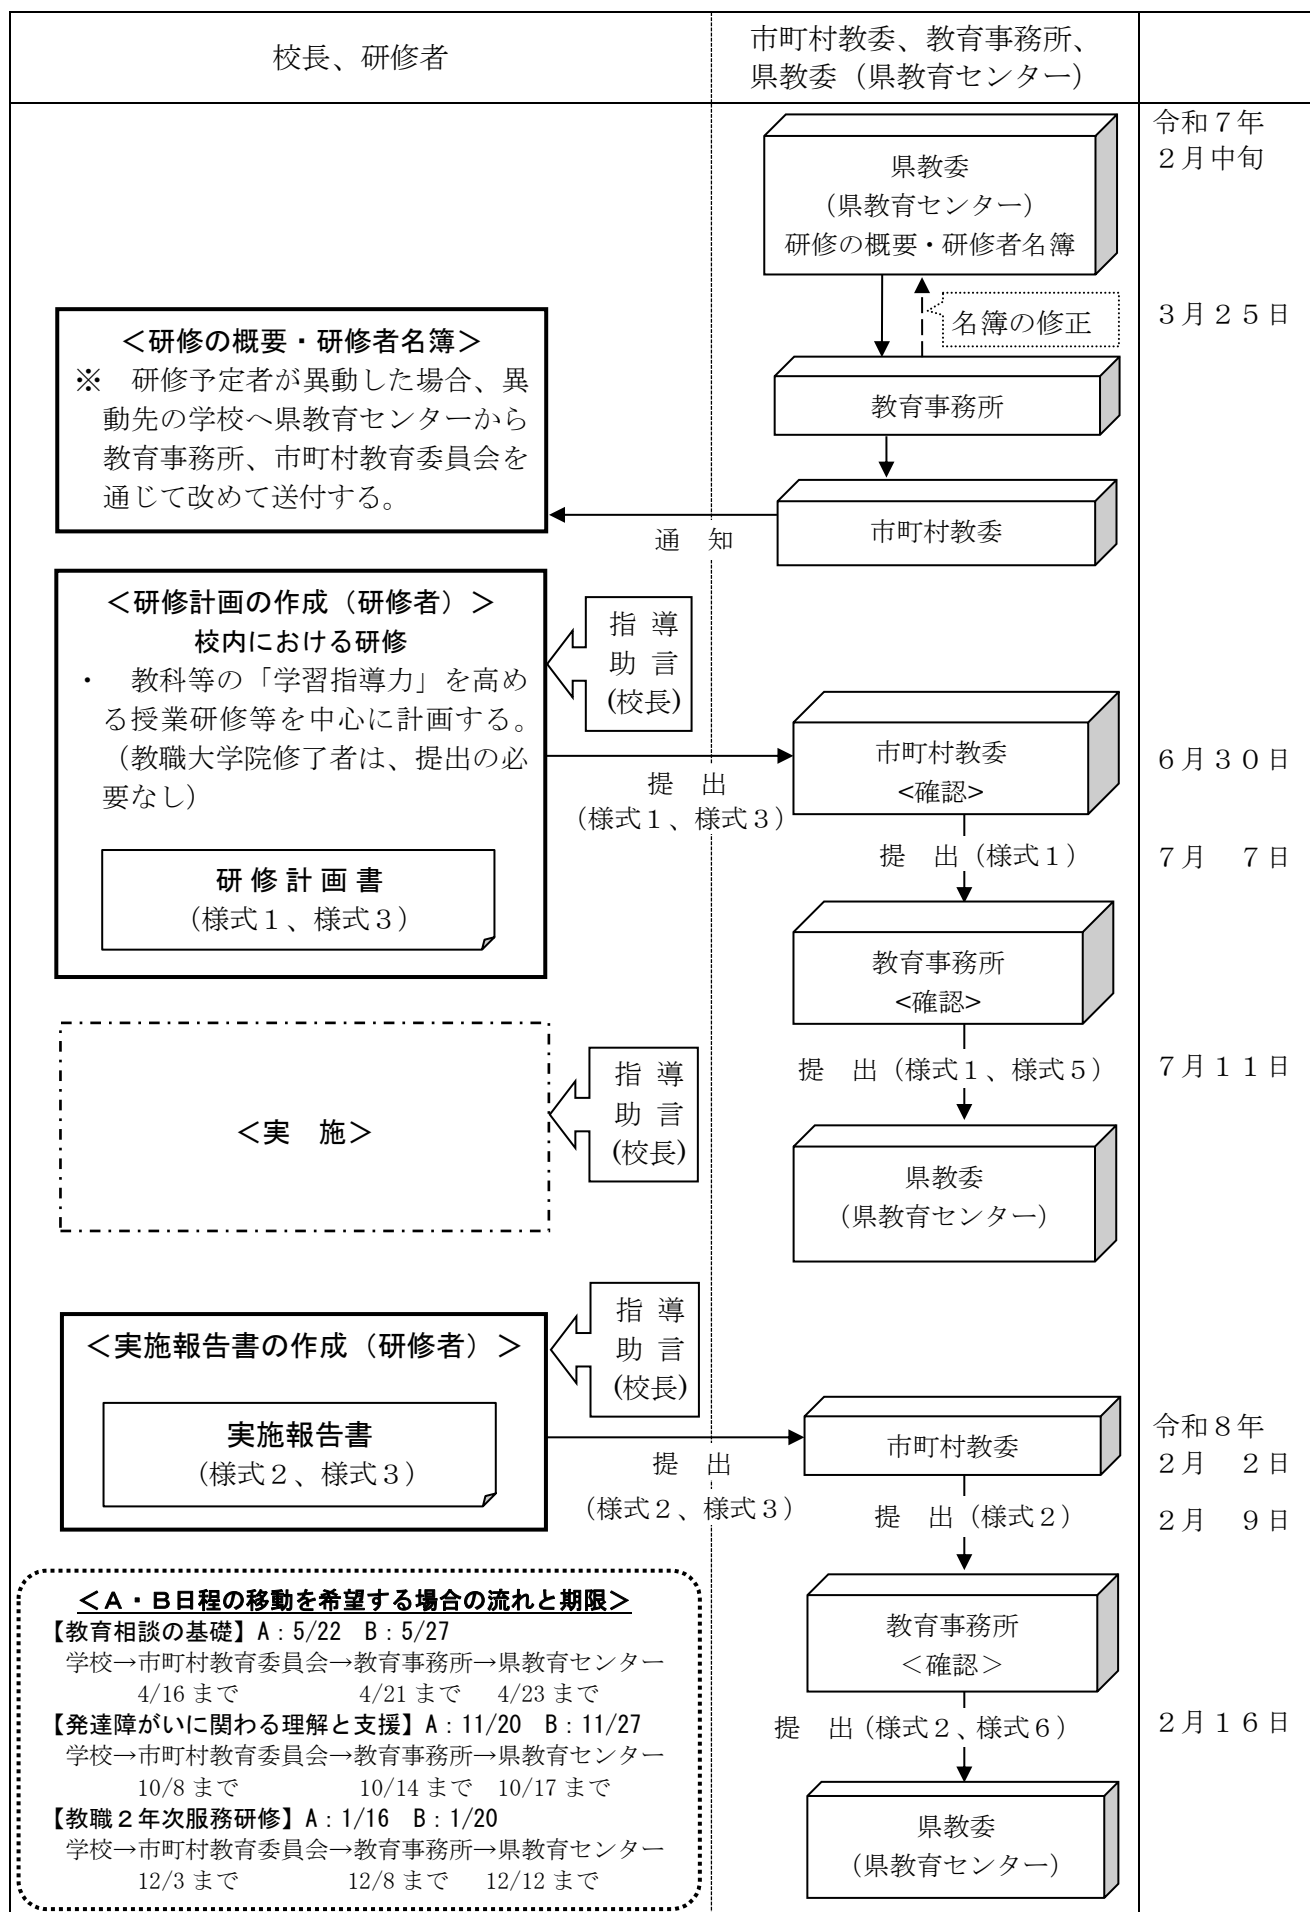 校長、研修者
市町村教委、教育事務所、
県教委（県教育センター）
令和７年
２月中旬
県教委
（県教育センター）
研修の概要・研修者名簿
名簿の修正
３月２５日
＜研修の概要・研修者名簿＞
※　研修予定者が異動した場合、異
動先の学校へ県教育センターから
教育事務所、市町村教育委員会を
通じて改めて送付する。
教育事務所
市町村教委
通　知
＜研修計画の作成（研修者）＞
校内における研修
・　教科等の「学習指導力」を高め
る授業研修等を中心に計画する。
（教職大学院修了者は、提出の必
要なし）
研 修 計 画 書
（様式１、様式３）
指 導
助 言
(校長)
提　出
（様式１、様式３）
市町村教委
<確認>
６月３０日
提　出（様式１）
７月　７日
教育事務所
<確認>
提　出（様式１、様式５）
７月１１日
県教委
（県教育センター）
＜実　施＞
指 導
助 言
(校長)
＜実施報告書の作成（研修者）＞
実施報告書
（様式２、様式３）
指 導
助 言
(校長)
提　出
（様式２、様式３）
市町村教委
令和８年
２月　２日
提　出（様式２）
２月　９日
教育事務所
＜確認＞
提　出（様式２、様式６）
２月１６日
県教委
（県教育センター）
＜Ａ・Ｂ日程の移動を希望する場合の流れと期限＞
【教育相談の基礎】A：5/22　B：5/27
学校→市町村教育委員会→教育事務所→県教育センター
4/16 まで　4/21 まで　4/23 まで
【発達障がいに関わる理解と支援】A：11/20　B：11/27
学校→市町村教育委員会→教育事務所→県教育センター
10/8 まで　10/14 まで　10/17 まで
【教職２年次服務研修】A：1/16　B：1/20
学校→市町村教育委員会→教育事務所→県教育センター
12/3 まで　12/8 まで　12/12 まで